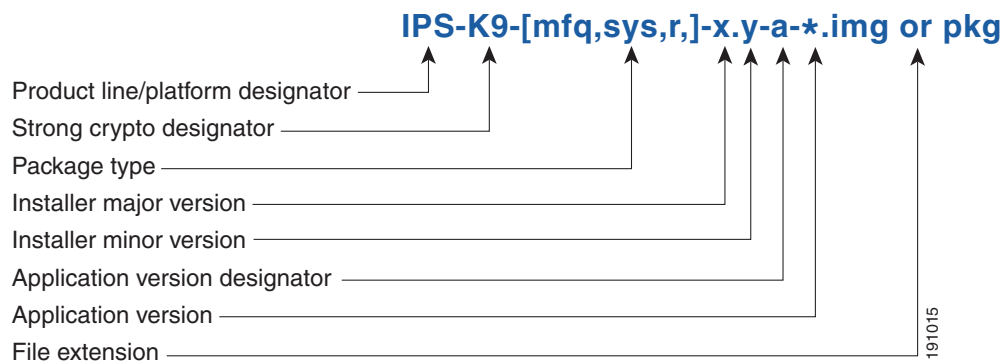 IPS-K9-[mfq,sys,r,]-x.y-a-*.img or pkg
Product line/platform designator
Strong crypto designator
Package type
Installer major version
Installer minor version
Application version designator
Application version
File extension
191015